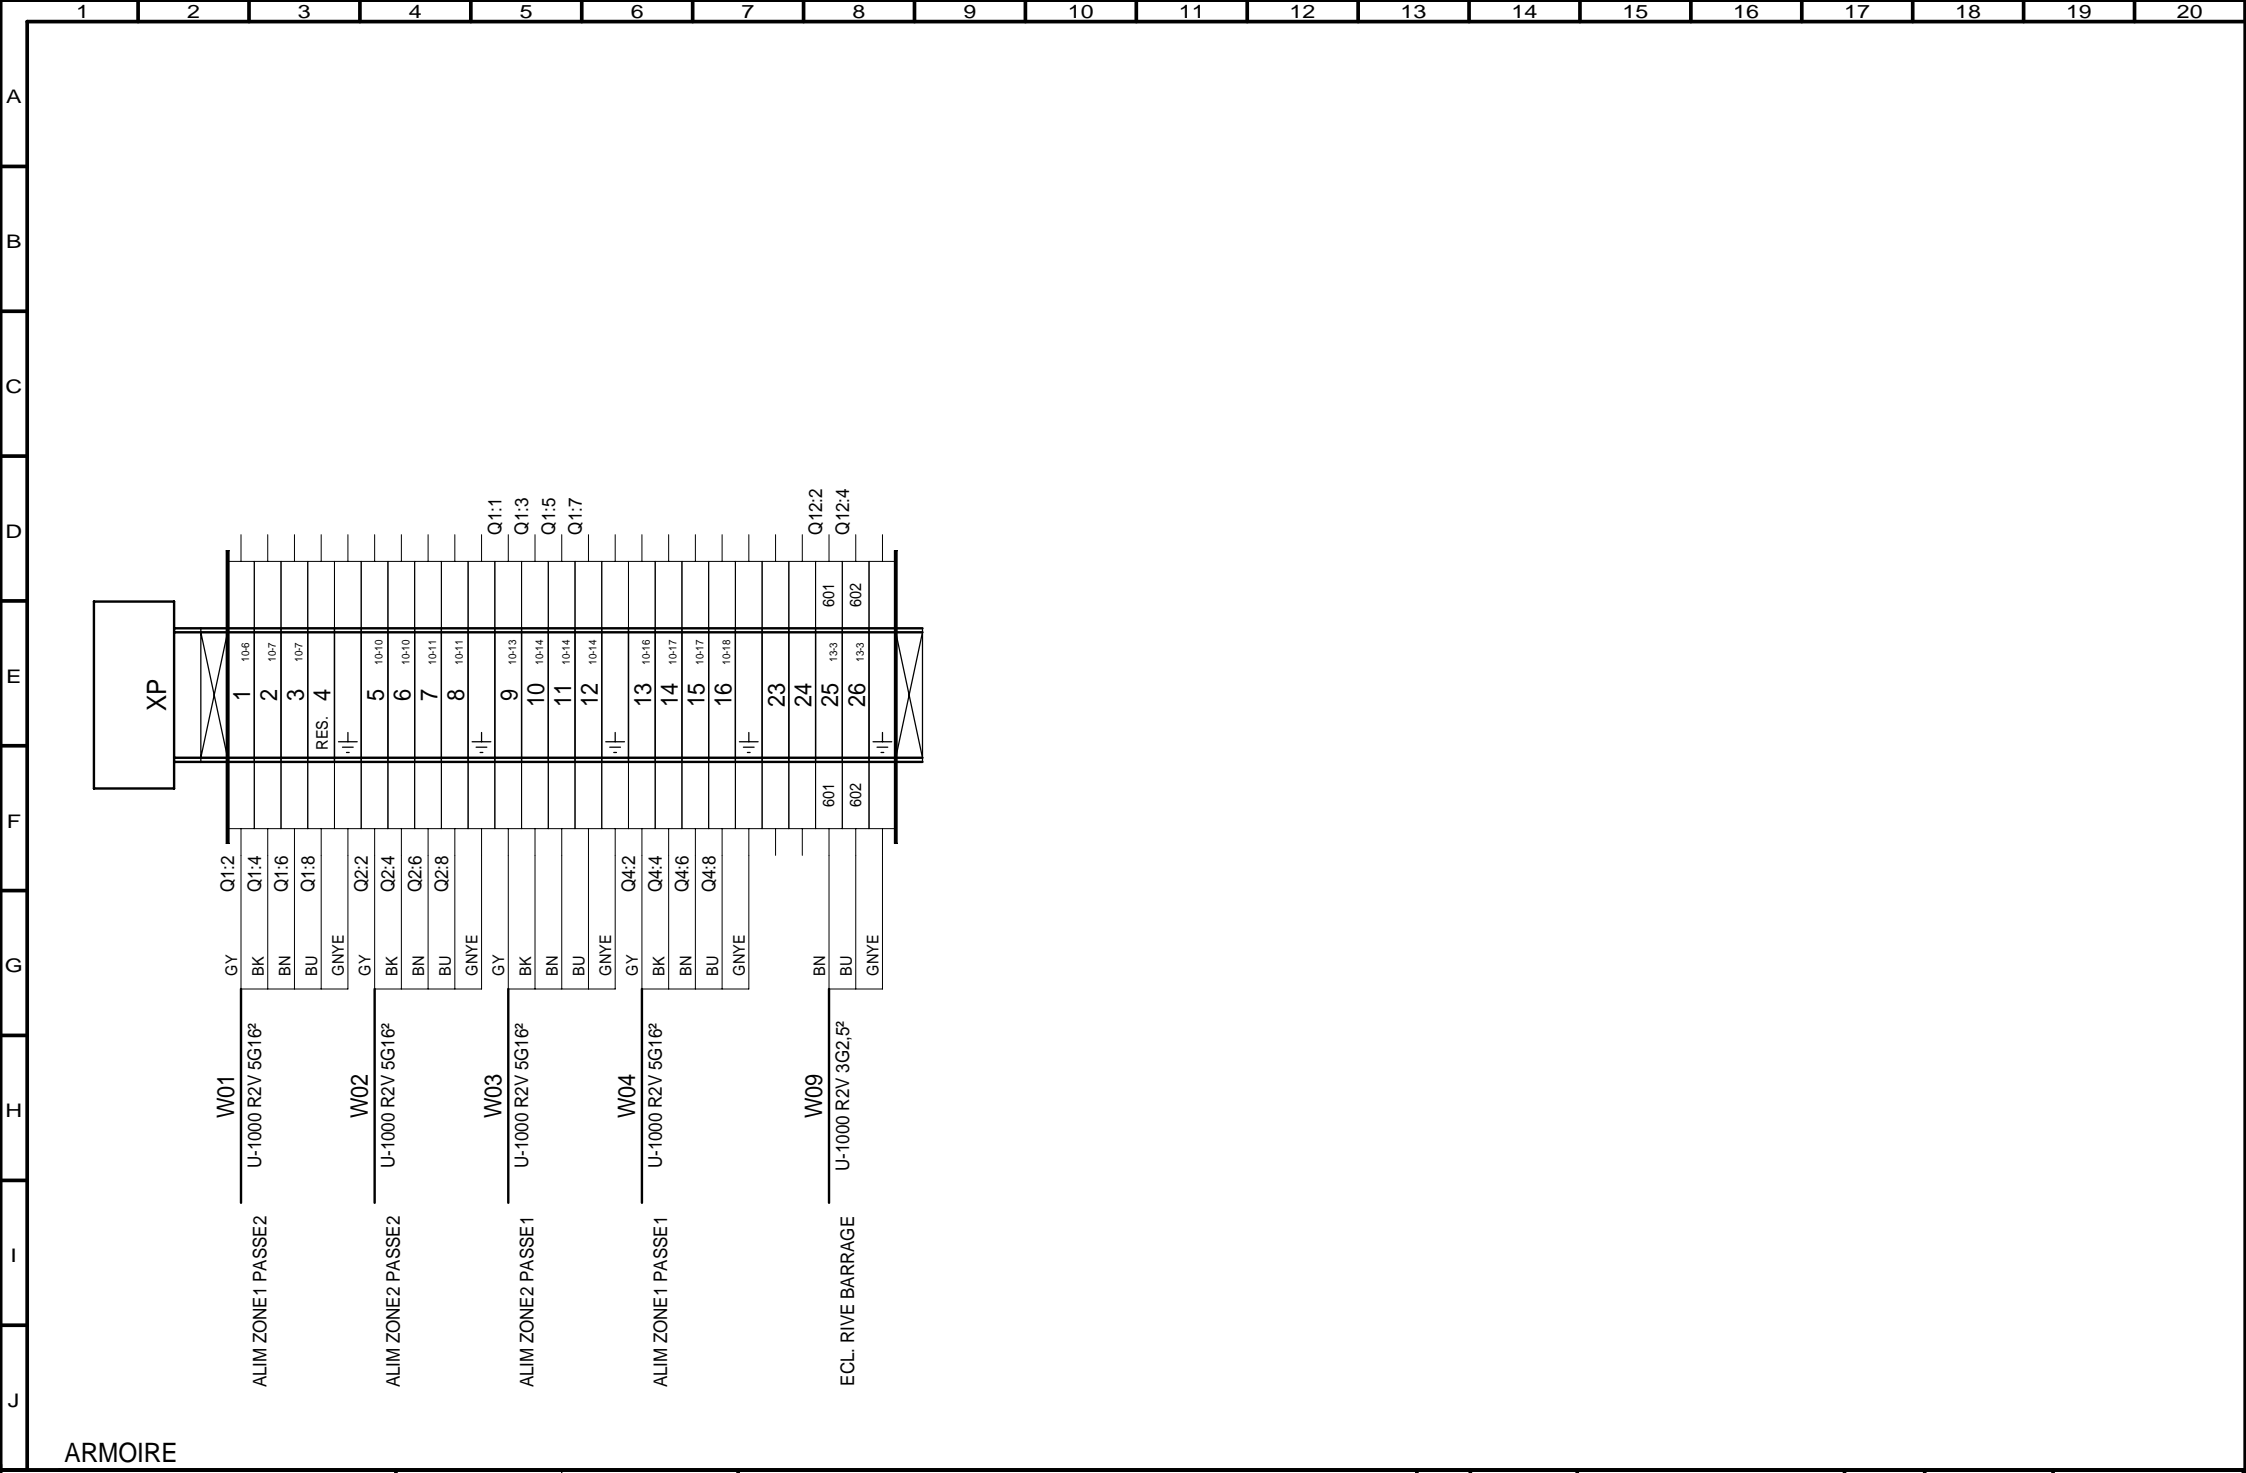 1 2 3 4 5 6 7 8 9 10 11 12 13 14 15 16 17 18 19 20
A
B
C
D
E
F
G
H
I
J
Q1:1 Q1:3 Q1:5 Q1:7 Q12:2 Q12:4
601 602
XP
10-6 10-7 10-7 10-10 10-10 10-11 10-11 10-13 10-14 10-14 10-14 10-16 10-17 10-17 10-18 13-3 13-3
1 2 3 4 5 6 7 8 9 10 11 12 13 14 15 16 23 24 25 26
RES.
601 602
Q1:2 Q1:4 Q1:6 Q1:8 Q2:2 Q2:4 Q2:6 Q2:8 Q4:2 Q4:4 Q4:6 Q4:8
GY BK BN BU GNYE GY BK BN BU GNYE GY BK BN BU GNYE GY BK BN BU GNYE BN BU GNYE
W01
U-1000 R2V 5G16²
W02
U-1000 R2V 5G16²
W03
U-1000 R2V 5G16²
W04
U-1000 R2V 5G16²
W09
U-1000 R2V 3G2,5²
ALIM ZONE1 PASSE2
ALIM ZONE2 PASSE2
ALIM ZONE2 PASSE1
ALIM ZONE1 PASSE1
ECL. RIVE BARRAGE
ARMOIRE